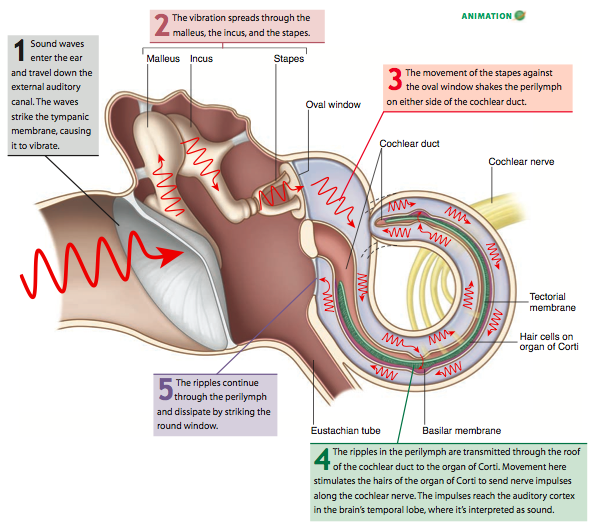 ANIMATION
1 Sound waves
enter the ear
and travel down the
external auditory
canal. The waves
strike the tympanic
membrane, causing
it to vibrate.
2 The vibration spreads through the
malleus, the incus, and the stapes.
Malleus
Incus
Stapes
3 The movement of the stapes against
the oval window shakes the perilymph
on either side of the cochlear duct.
Oval window
Cochlear duct
Cochlear nerve
Tectorial
membrane
Hair cells on
organ of Corti
5 The ripples continue
through the perilymph
and dissipate by striking the
round window.
Eustachian tube
Basilar membrane
4 The ripples in the perilymph are transmitted through the roof
of the cochlear duct to the organ of Corti. Movement here
stimulates the hairs of the organ of Corti to send nerve impulses
along the cochlear nerve. The impulses reach the auditory cortex
in the brain's temporal lobe, where it's interpreted as sound.